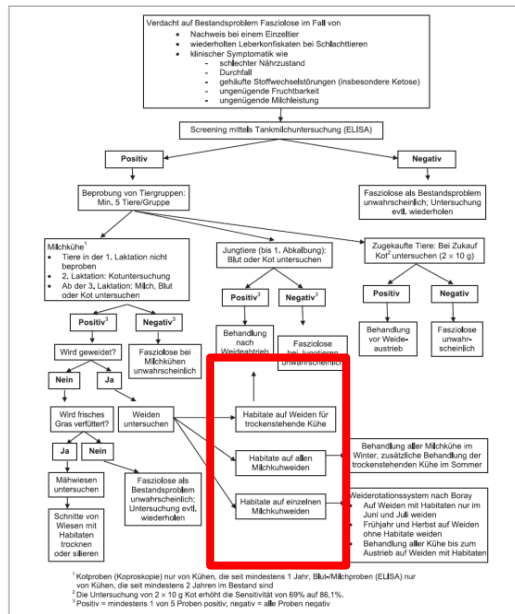 Verdacht auf Bestandsproblem Fasziolose im Fall von
• Nachweis bei einem Einzeltier
• wiederholten Leberkonfiskaten bei Schlachttieren
• klinischer Symptomatik wie
- schlechter Nährzustand
- Durchfall
- gehäufte Stoffwechselstörungen (insbesondere Ketose)
- ungenügende Fruchtbarkeit
- ungenügende Milchleistung
Screening mittels Tankmilchuntersuchung (ELISA)
Positiv
Negativ
Beprobung von Tiergruppen:
Min. 5 Tiere/Gruppe
Fasziolose als Bestandsproblem
unwahrscheinlich; Untersuchung
evtl. wiederholen
Milchkühe¹
• Tiere in der 1. Laktation nicht
beproben
• 2. Laktation: Kotuntersuchung
• Ab der 3. Laktation: Milch, Blut
oder Kot untersuchen
Jungtiere (bis 1. Abkalbung):
Blut oder Kot untersuchen
Zugekaufte Tiere: Bei Zukauf
Kot² untersuchen (2 × 10 g)
Positiv³
Negativ³
Positiv³
Negativ³
Positiv
Negativ
Wird geweidet?
Fasziolose bei
Milchkühen
unwahrscheinlich
Behandlung
nach
Weideabtrieb
Fasziolose
bei Jungtieren
unwahrscheinlich
Behandlung
vor Weide-
austrieb
Fasziolose
unwahr-
scheinlich
Nein
Ja
Wird frisches
Gras verfüttert?
Weiden
untersuchen
Habitate auf Weiden für
trockenstehende Kühe
Ja
Nein
Habitate auf allen
Milchkuhweiden
Behandlung aller Milchkühe im
Winter, zusätzliche Behandlung der
trockenstehenden Kühe im Sommer
Mähwiesen
untersuchen
Fasziolose als
Bestandsproblem
unwahrscheinlich;
Untersuchung evtl.
wiederholen
Habitate auf einzelnen
Milchkuhweiden
Weiderotationssystem nach Boray
• Auf Weiden mit Habitaten nur im
Juni und Juli weiden
• Frühjahr und Herbst auf Weiden
ohne Habitate weiden
• Behandlung aller Kühe bis zum
Austrieb auf Weiden mit Habitaten
Schnitte von
Wiesen mit
Habitaten
trocknen
oder silieren
¹ Kotproben (Koproskopie) nur von Kühen, die seit mindestens 1 Jahr, Blut-/Milchproben (ELISA) nur
von Kühen, die seit mindestens 2 Jahren im Bestand sind
² Die Untersuchung von 2 × 10 g Kot erhöht die Sensitivität von 69% auf 86,1%.
³ Positiv = mindestens 1 von 5 Proben positiv; negativ = alle Proben negativ